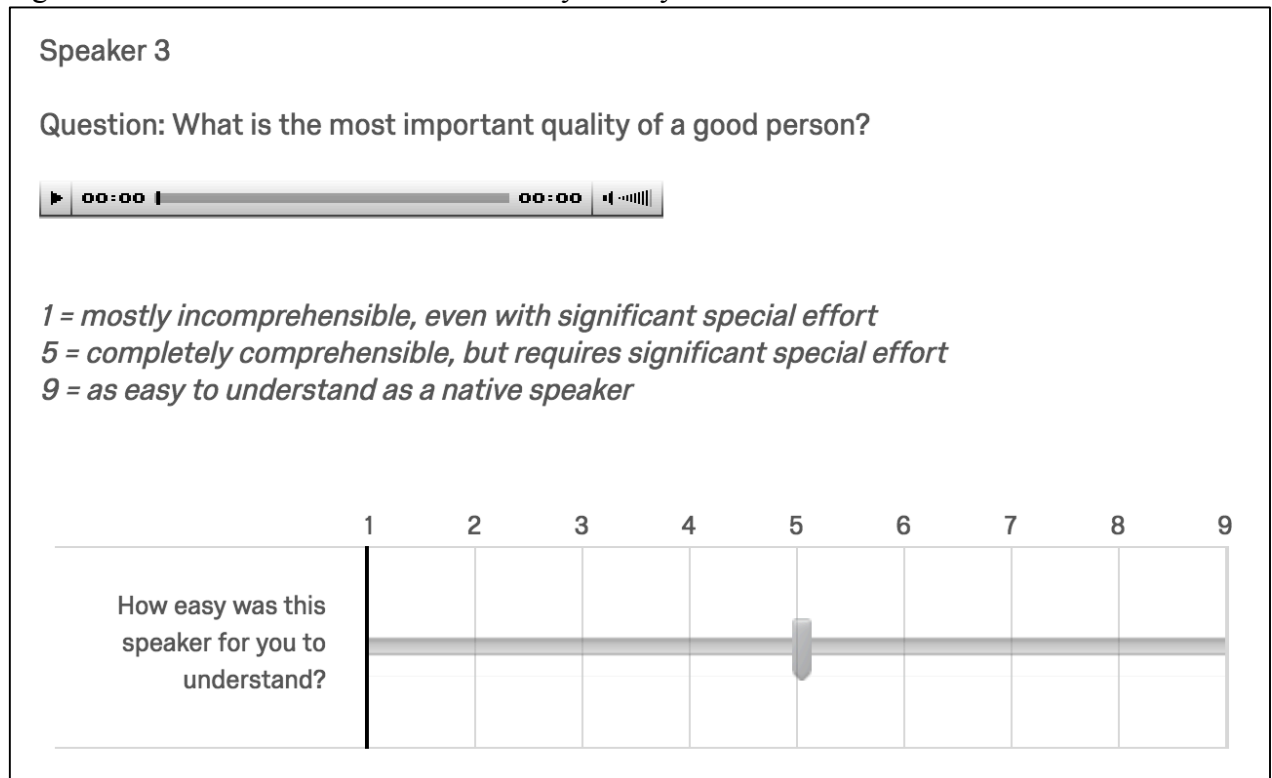 Speaker 3
Question: What is the most important quality of a good person?
00:00 00:00
1 = mostly incomprehensible, even with significant special effort
5 = completely comprehensible, but requires significant special effort
9 = as easy to understand as a native speaker
1 2 3 4 5 6 7 8 9
How easy was this
speaker for you to
understand?